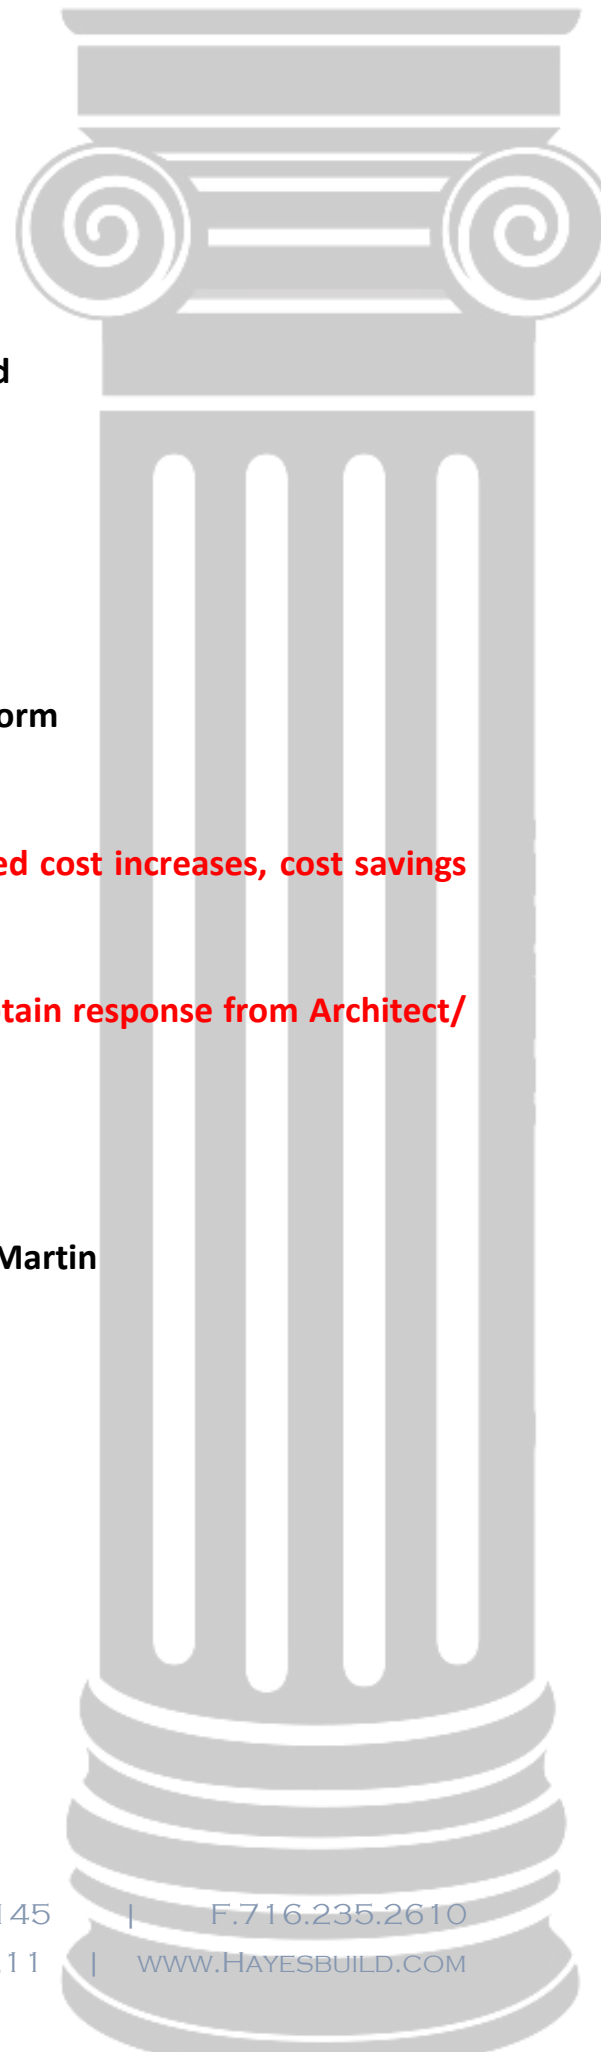 d
orm
ed cost increases, cost savings
tain response from Architect/
Martin
145 | F.716.235.2610
11 | www.Hayesbuild.com